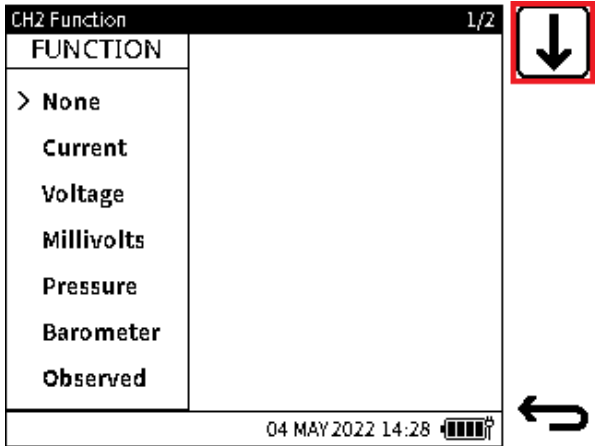 CH2 Function 1/2
FUNCTION
> None
Current
Voltage
Millivolts
Pressure
Barometer
Observed
04 MAY 2022 14:28